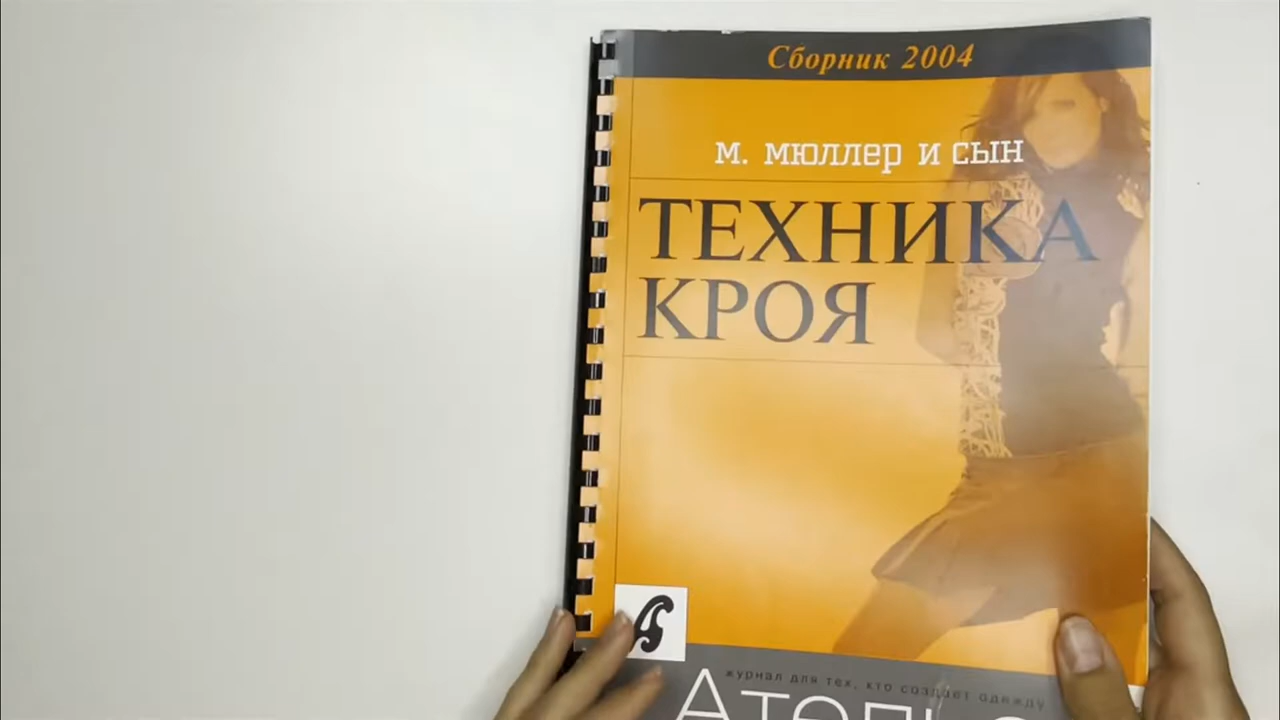 Сборник 2004
м. мюллер и сын
ТЕХНИКА
КРОЯ
журнал для тех, кто создает одежду